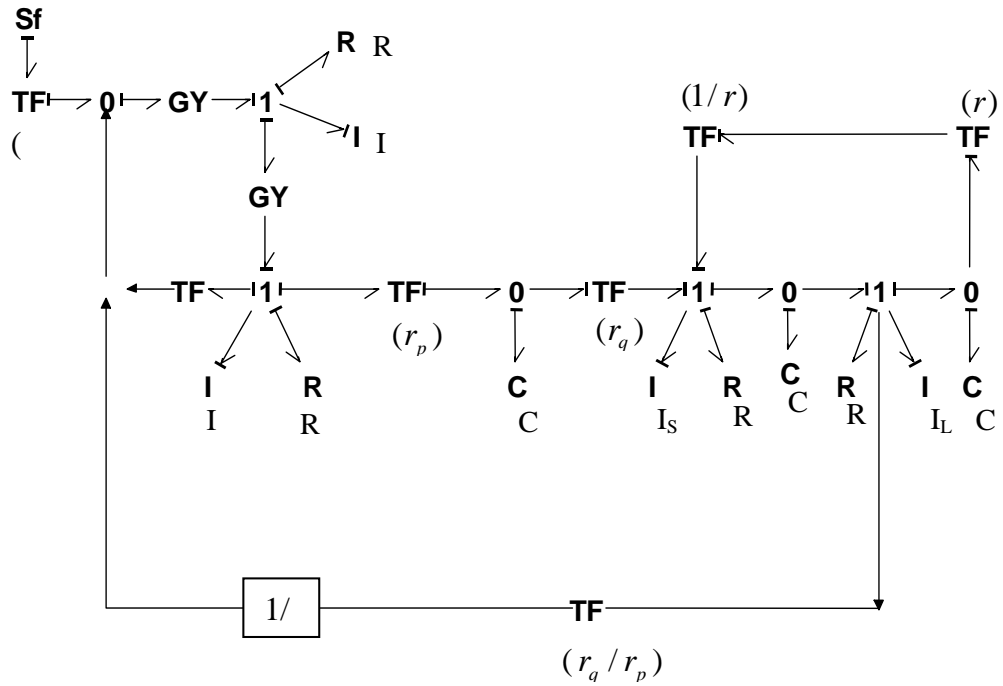 Sf
R R
TF 0 GY 1
(
I I
(1/r) (r)
TF TF
GY
TF 1 TF 0 TF 1 0 1 0
(r_p) (r_q)
I R C I R C R I C
I R C I_S R C R I_L C
1/ TF
(r_q / r_p)